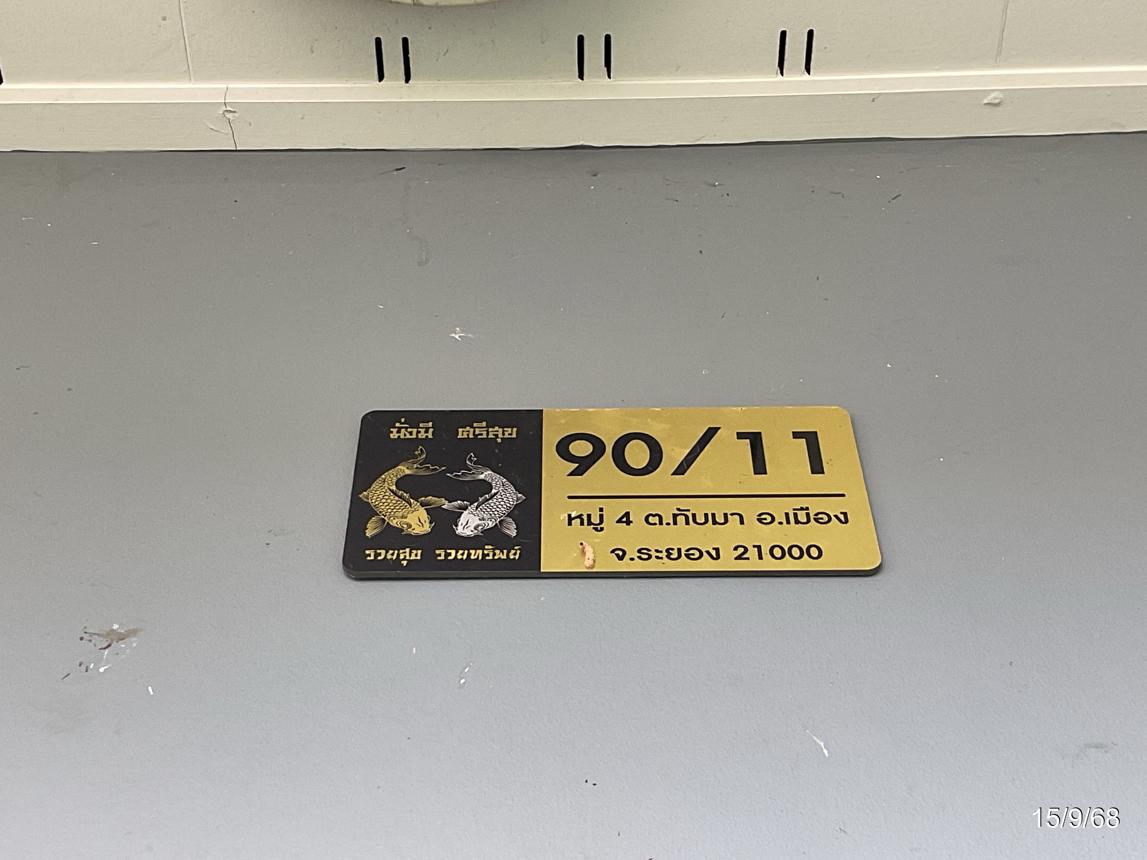 มั่งมี ศรีสุข
รวยสุข รวยทรัพย์
90/11
หมู่ 4 ต.ทับมา อ.เมือง
จ.ระยอง 21000
15/9/68